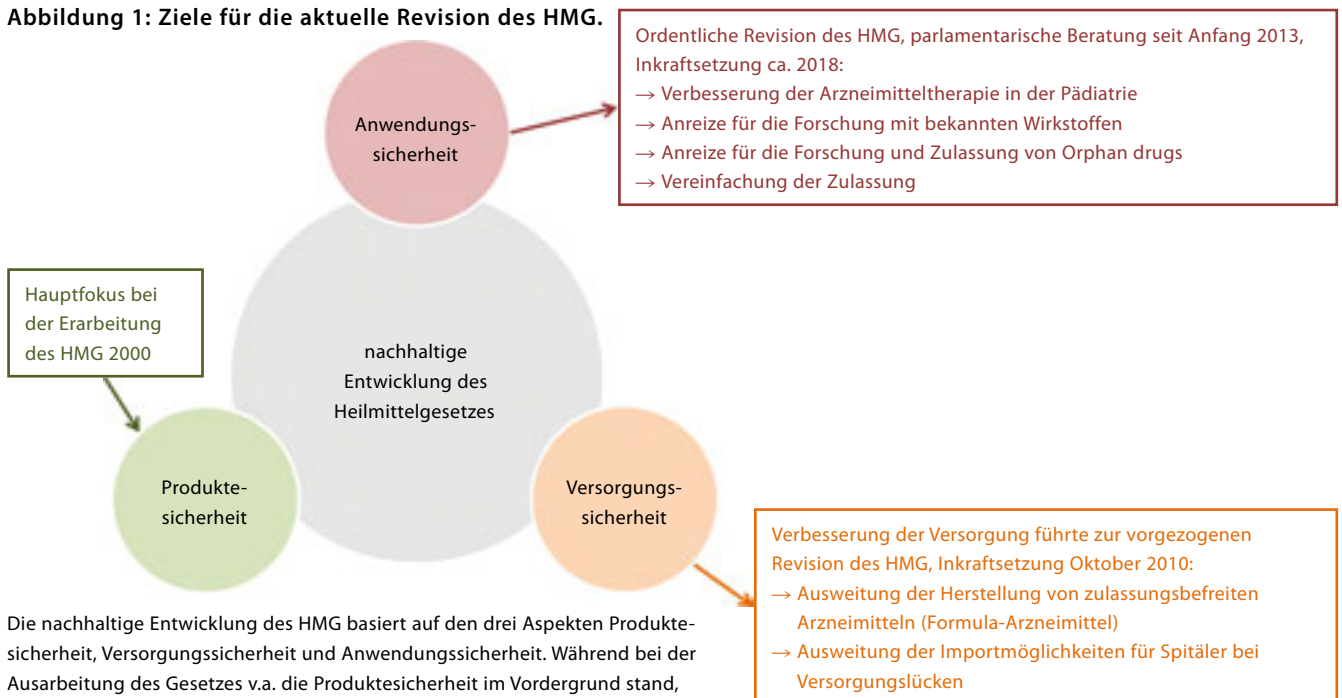 Abbildung 1: Ziele für die aktuelle Revision des HMG.
Ordentliche Revision des HMG, parlamentarische Beratung seit Anfang 2013,
Inkraftsetzung ca. 2018:
→ Verbesserung der Arzneimitteltherapie in der Pädiatrie
→ Anreize für die Forschung mit bekannten Wirkstoffen
→ Anreize für die Forschung und Zulassung von Orphan drugs
→ Vereinfachung der Zulassung
Anwendungs-
sicherheit
Hauptfokus bei
der Erarbeitung
des HMG 2000
nachhaltige
Entwicklung des
Heilmittelgesetzes
Produkte-
sicherheit
Versorgungs-
sicherheit
Verbesserung der Versorgung führte zur vorgezogenen
Revision des HMG, Inkraftsetzung Oktober 2010:
→ Ausweitung der Herstellung von zulassungsbefreiten
Arzneimitteln (Formula-Arzneimittel)
→ Ausweitung der Importmöglichkeiten für Spitäler bei
Versorgungslücken
Die nachhaltige Entwicklung des HMG basiert auf den drei Aspekten Produkte-
sicherheit, Versorgungssicherheit und Anwendungssicherheit. Während bei der
Ausarbeitung des Gesetzes v.a. die Produktesicherheit im Vordergrund stand,